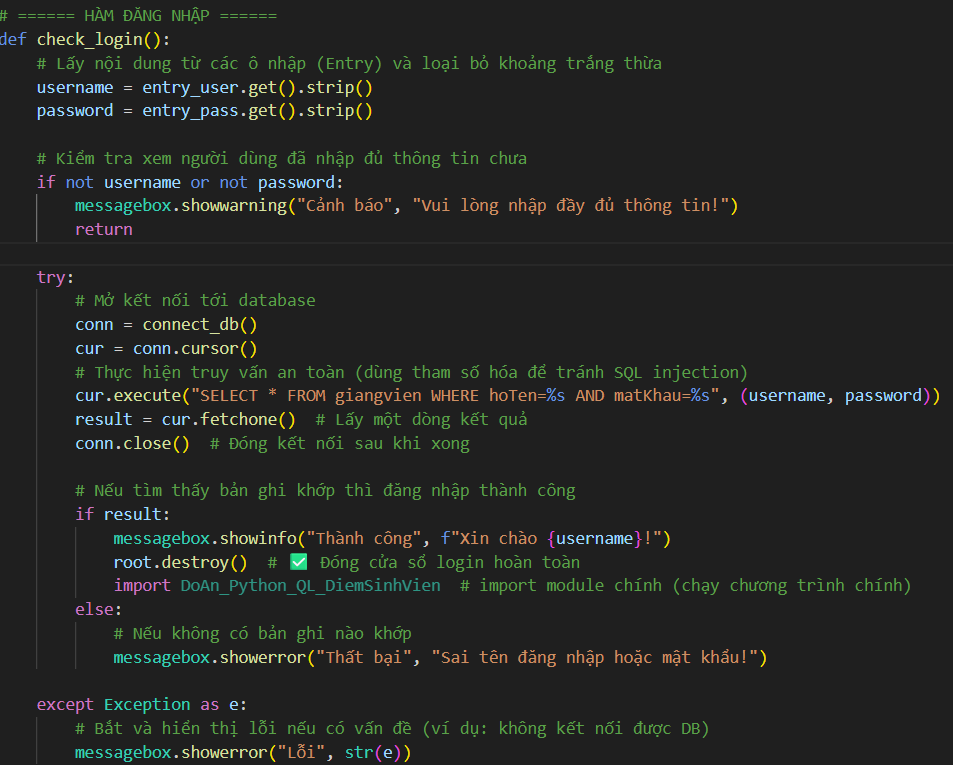 # ====== HÀM ĐĂNG NHẬP ======
def check_login():
    # Lấy nội dung từ các ô nhập (Entry) và loại bỏ khoảng trắng thừa
    username = entry_user.get().strip()
    password = entry_pass.get().strip()

    # Kiểm tra xem người dùng đã nhập đủ thông tin chưa
    if not username or not password:
        messagebox.showwarning("Cảnh báo", "Vui lòng nhập đầy đủ thông tin!")
        return

    try:
        # Mở kết nối tới database
        conn = connect_db()
        cur = conn.cursor()
        # Thực hiện truy vấn an toàn (dùng tham số hóa để tránh SQL injection)
        cur.execute("SELECT * FROM giangvien WHERE hoTen=%s AND matKhau=%s", (username, password))
        result = cur.fetchone()  # Lấy một dòng kết quả
        conn.close()  # Đóng kết nối sau khi xong

        # Nếu tìm thấy bản ghi khớp thì đăng nhập thành công
        if result:
            messagebox.showinfo("Thành công", f"Xin chào {username}!")
            root.destroy()  # ✅ Đóng cửa sổ login hoàn toàn
            import DoAn_Python_QL_DiemSinhVien  # import module chính (chạy chương trình chính)
        else:
            # Nếu không có bản ghi nào khớp
            messagebox.showerror("Thất bại", "Sai tên đăng nhập hoặc mật khẩu!")

    except Exception as e:
        # Bắt và hiển thị lỗi nếu có vấn đề (ví dụ: không kết nối được DB)
        messagebox.showerror("Lỗi", str(e))